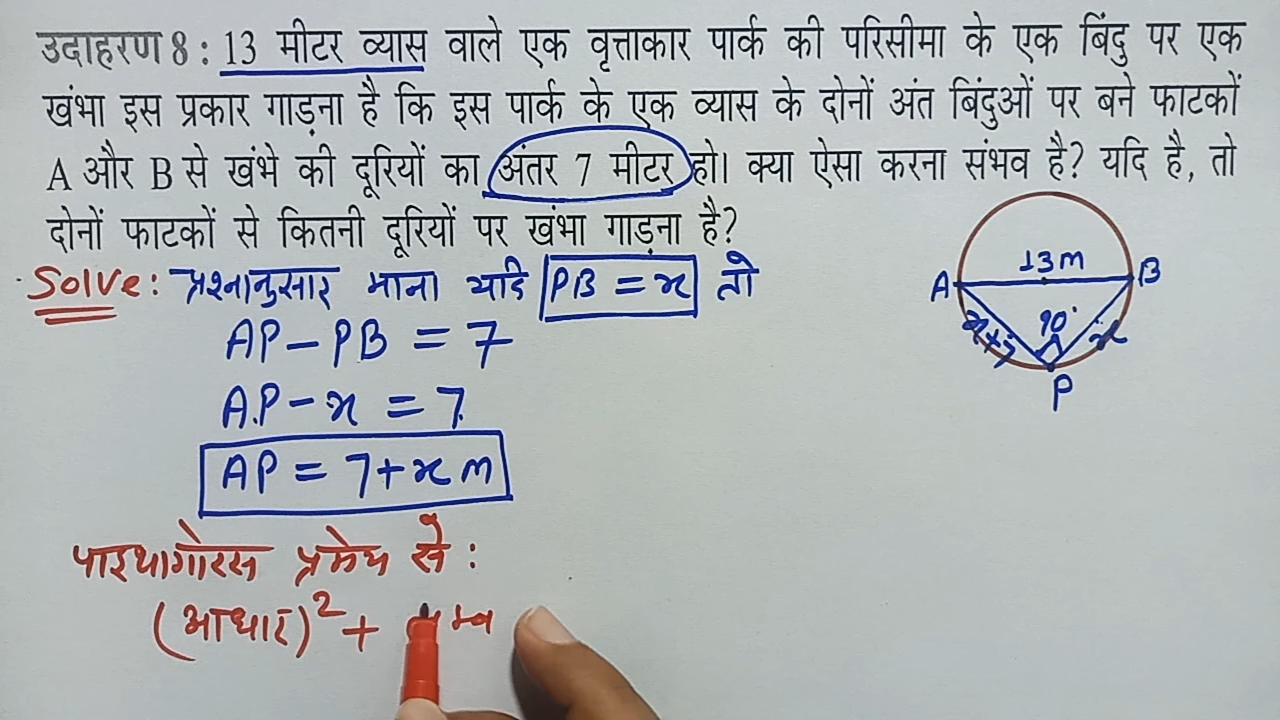 उदाहरण 8 : 13 मीटर व्यास वाले एक वृत्ताकार पार्क की परिसीमा के एक बिंदु पर एक
खंभा इस प्रकार गाड़ना है कि इस पार्क के एक व्यास के दोनों अंत बिंदुओं पर बने फाटकों
A और B से खंभे की दूरियों का अंतर 7 मीटर हो। क्या ऐसा करना संभव है? यदि है, तो
दोनों फाटकों से कितनी दूरियों पर खंभा गाड़ना है?
Solve: प्रश्नानुसार माना यदि PB = x तो
AP - PB = 7
AP - x = 7
AP = 7 + x m
पाइथागोरस प्रमेय से :
(आधार)² +
13m
A B
90°
x
P